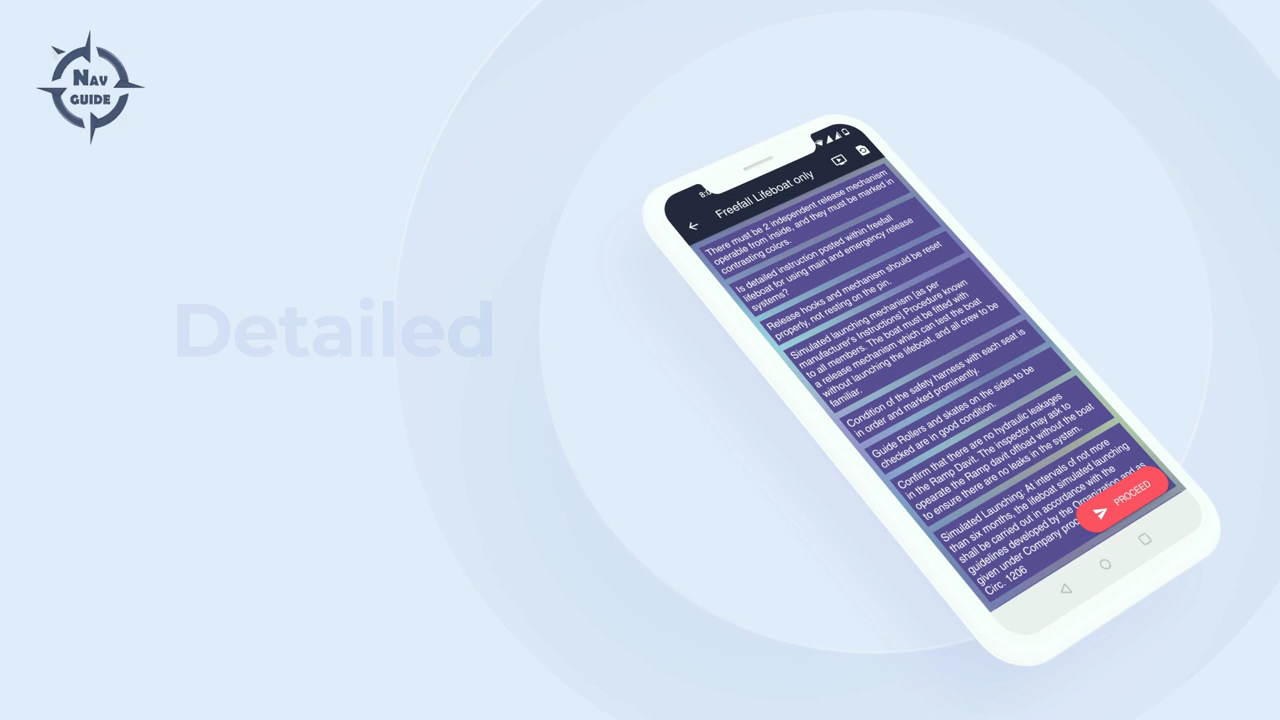 NAV
GUIDE
Detailed
8:0
Freefall Lifeboat only
There must be 2 independent release mechanism
operable from inside, and they must be marked in
contrasting colors.
Is detailed instruction posted within freefall
lifeboat for using main and emergency release
systems?
Release hooks and mechanism should be reset
properly, not resting on the pin.
Simulated launching mechanism [as per
manufacturer's Instructions] Procedure known
to all members. The boat must be fitted with
a release mechanism which can test the boat
without launching the lifeboat, and all crew to be
familiar.
Condition of the safety harness with each seat is
in order and marked prominently.
Guide Rollers and skates on the sides to be
checked are in good conditon.
Confirm that there are no hydraulic leakages
in the Ramp Davit. The inspector may ask to
opearate the Ramp davit offload without the boat
to ensure there are no leaks in the system.
Simulated Launching: At intervals of not more
than six months, the lifeboat simulated launching
shall be carried out in accordance with the
guidelines developed by the Organization and as
given under Company proc
Circ. 1206
PROCEED